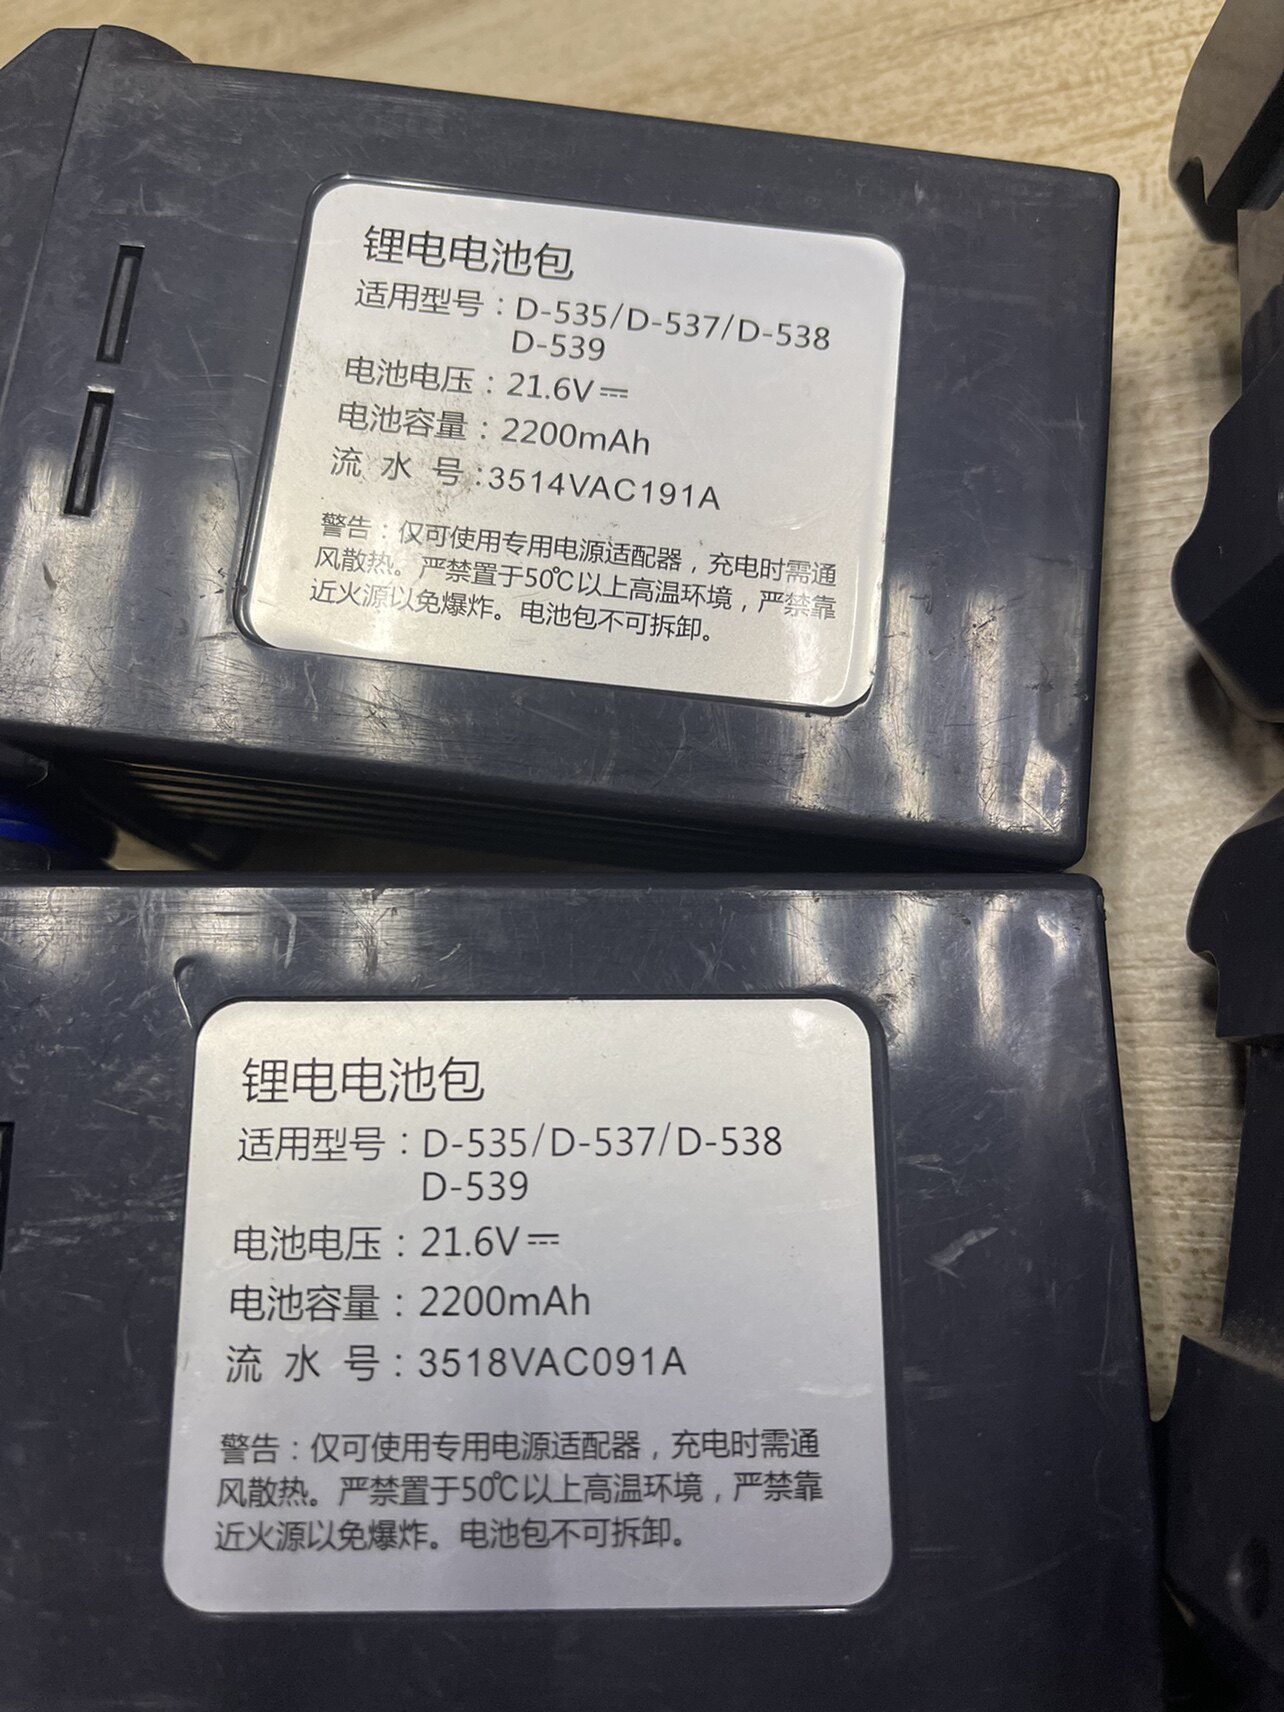 锂电电池包
适用型号：D-535/D-537/D-538
D-539
电池电压：21.6V⎓
电池容量：2200mAh
流 水 号：3514VAC191A
警告：仅可使用专用电源适配器，充电时需通
风散热。严禁置于50℃以上高温环境，严禁靠
近火源以免爆炸。电池包不可拆卸。
锂电电池包
适用型号：D-535/D-537/D-538
D-539
电池电压：21.6V⎓
电池容量：2200mAh
流 水 号：3518VAC091A
警告：仅可使用专用电源适配器，充电时需通
风散热。严禁置于50℃以上高温环境，严禁靠
近火源以免爆炸。电池包不可拆卸。